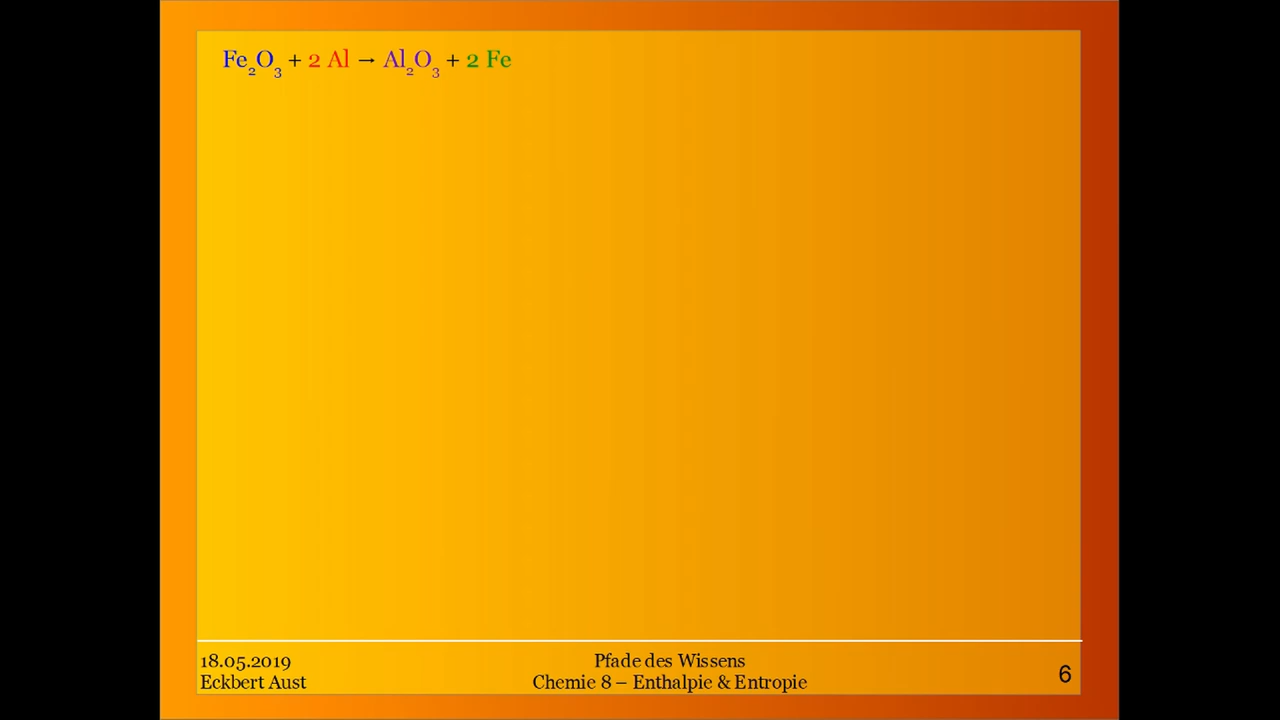 Fe₂O₃ + 2 Al → Al₂O₃ + 2 Fe
18.05.2019
Eckbert Aust
Pfade des Wissens
Chemie 8 – Enthalpie & Entropie
6